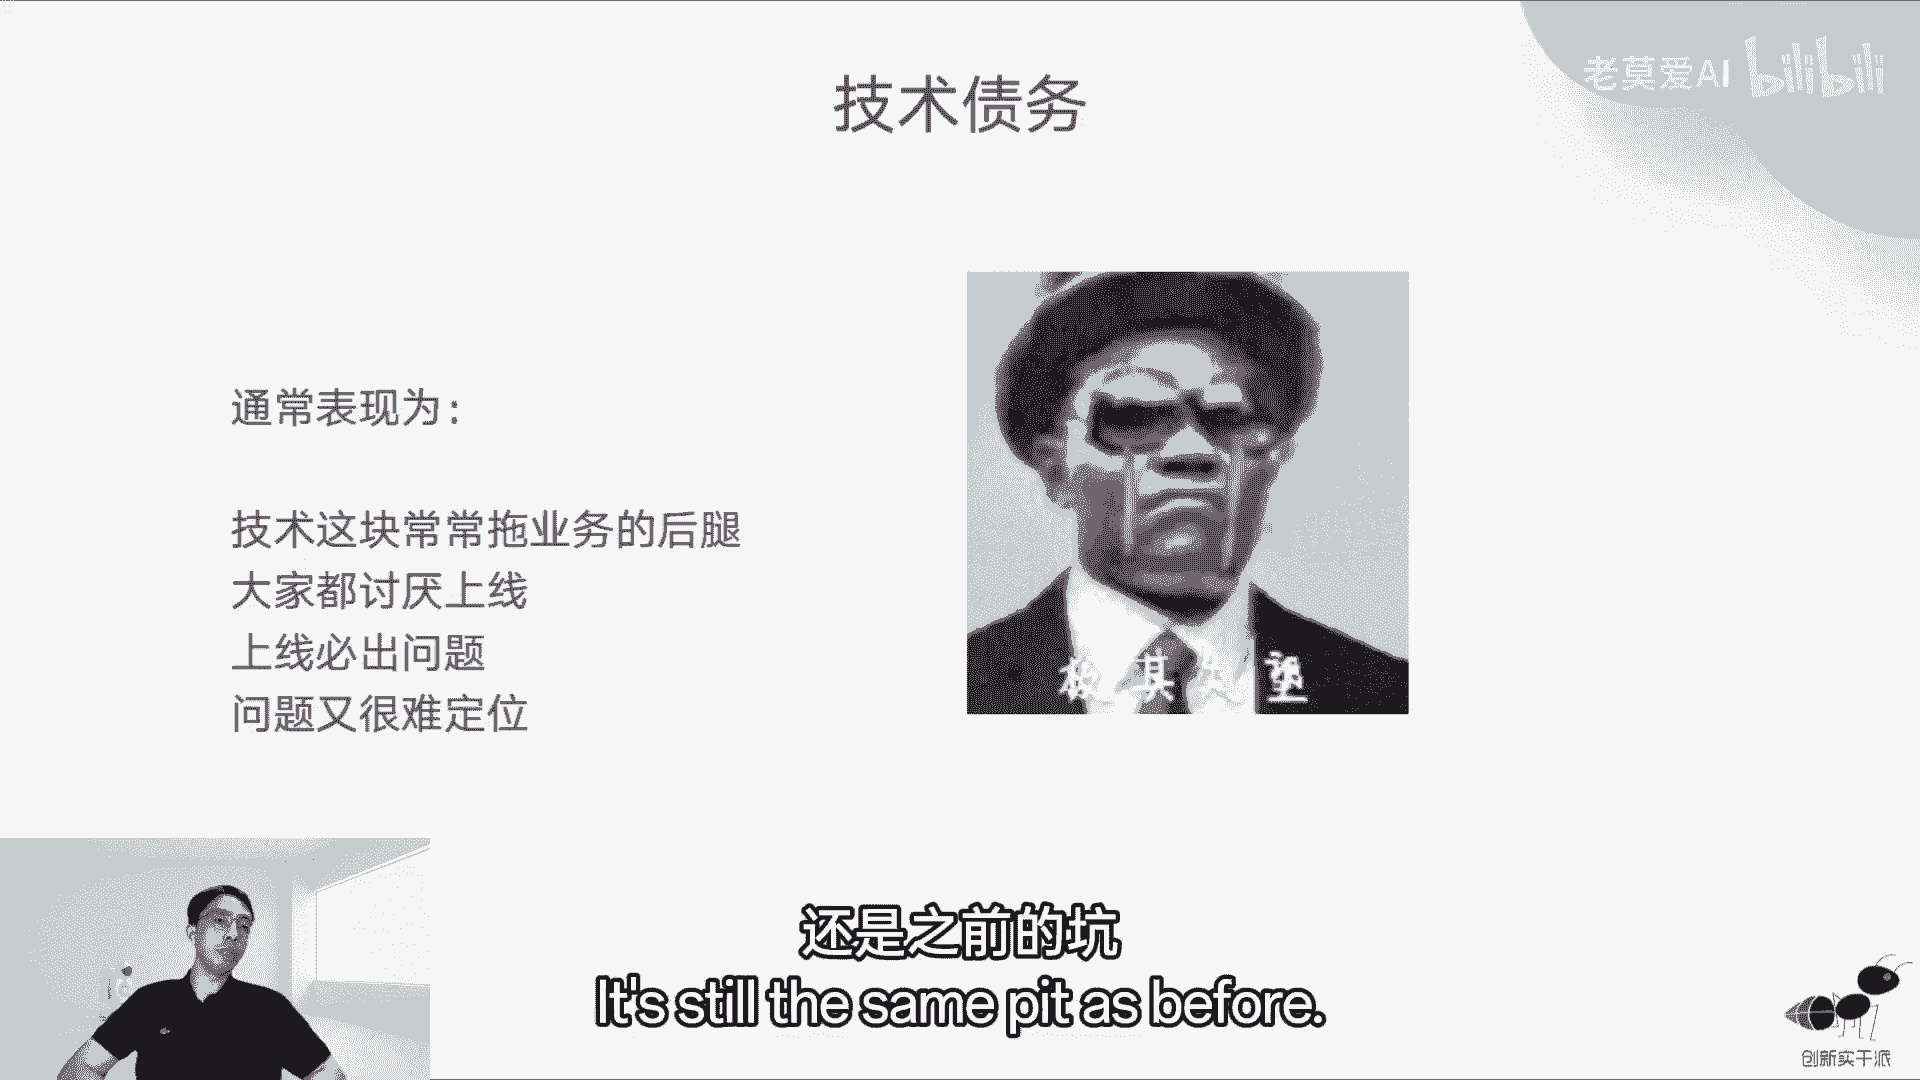 技术债务
老莫爱AI bilibili
通常表现为：
技术这块常常拖业务的后腿
大家都讨厌上线
上线必出问题
问题又很难定位
极其失望
还是之前的坑
It's still the same pit as before.
创新实干派